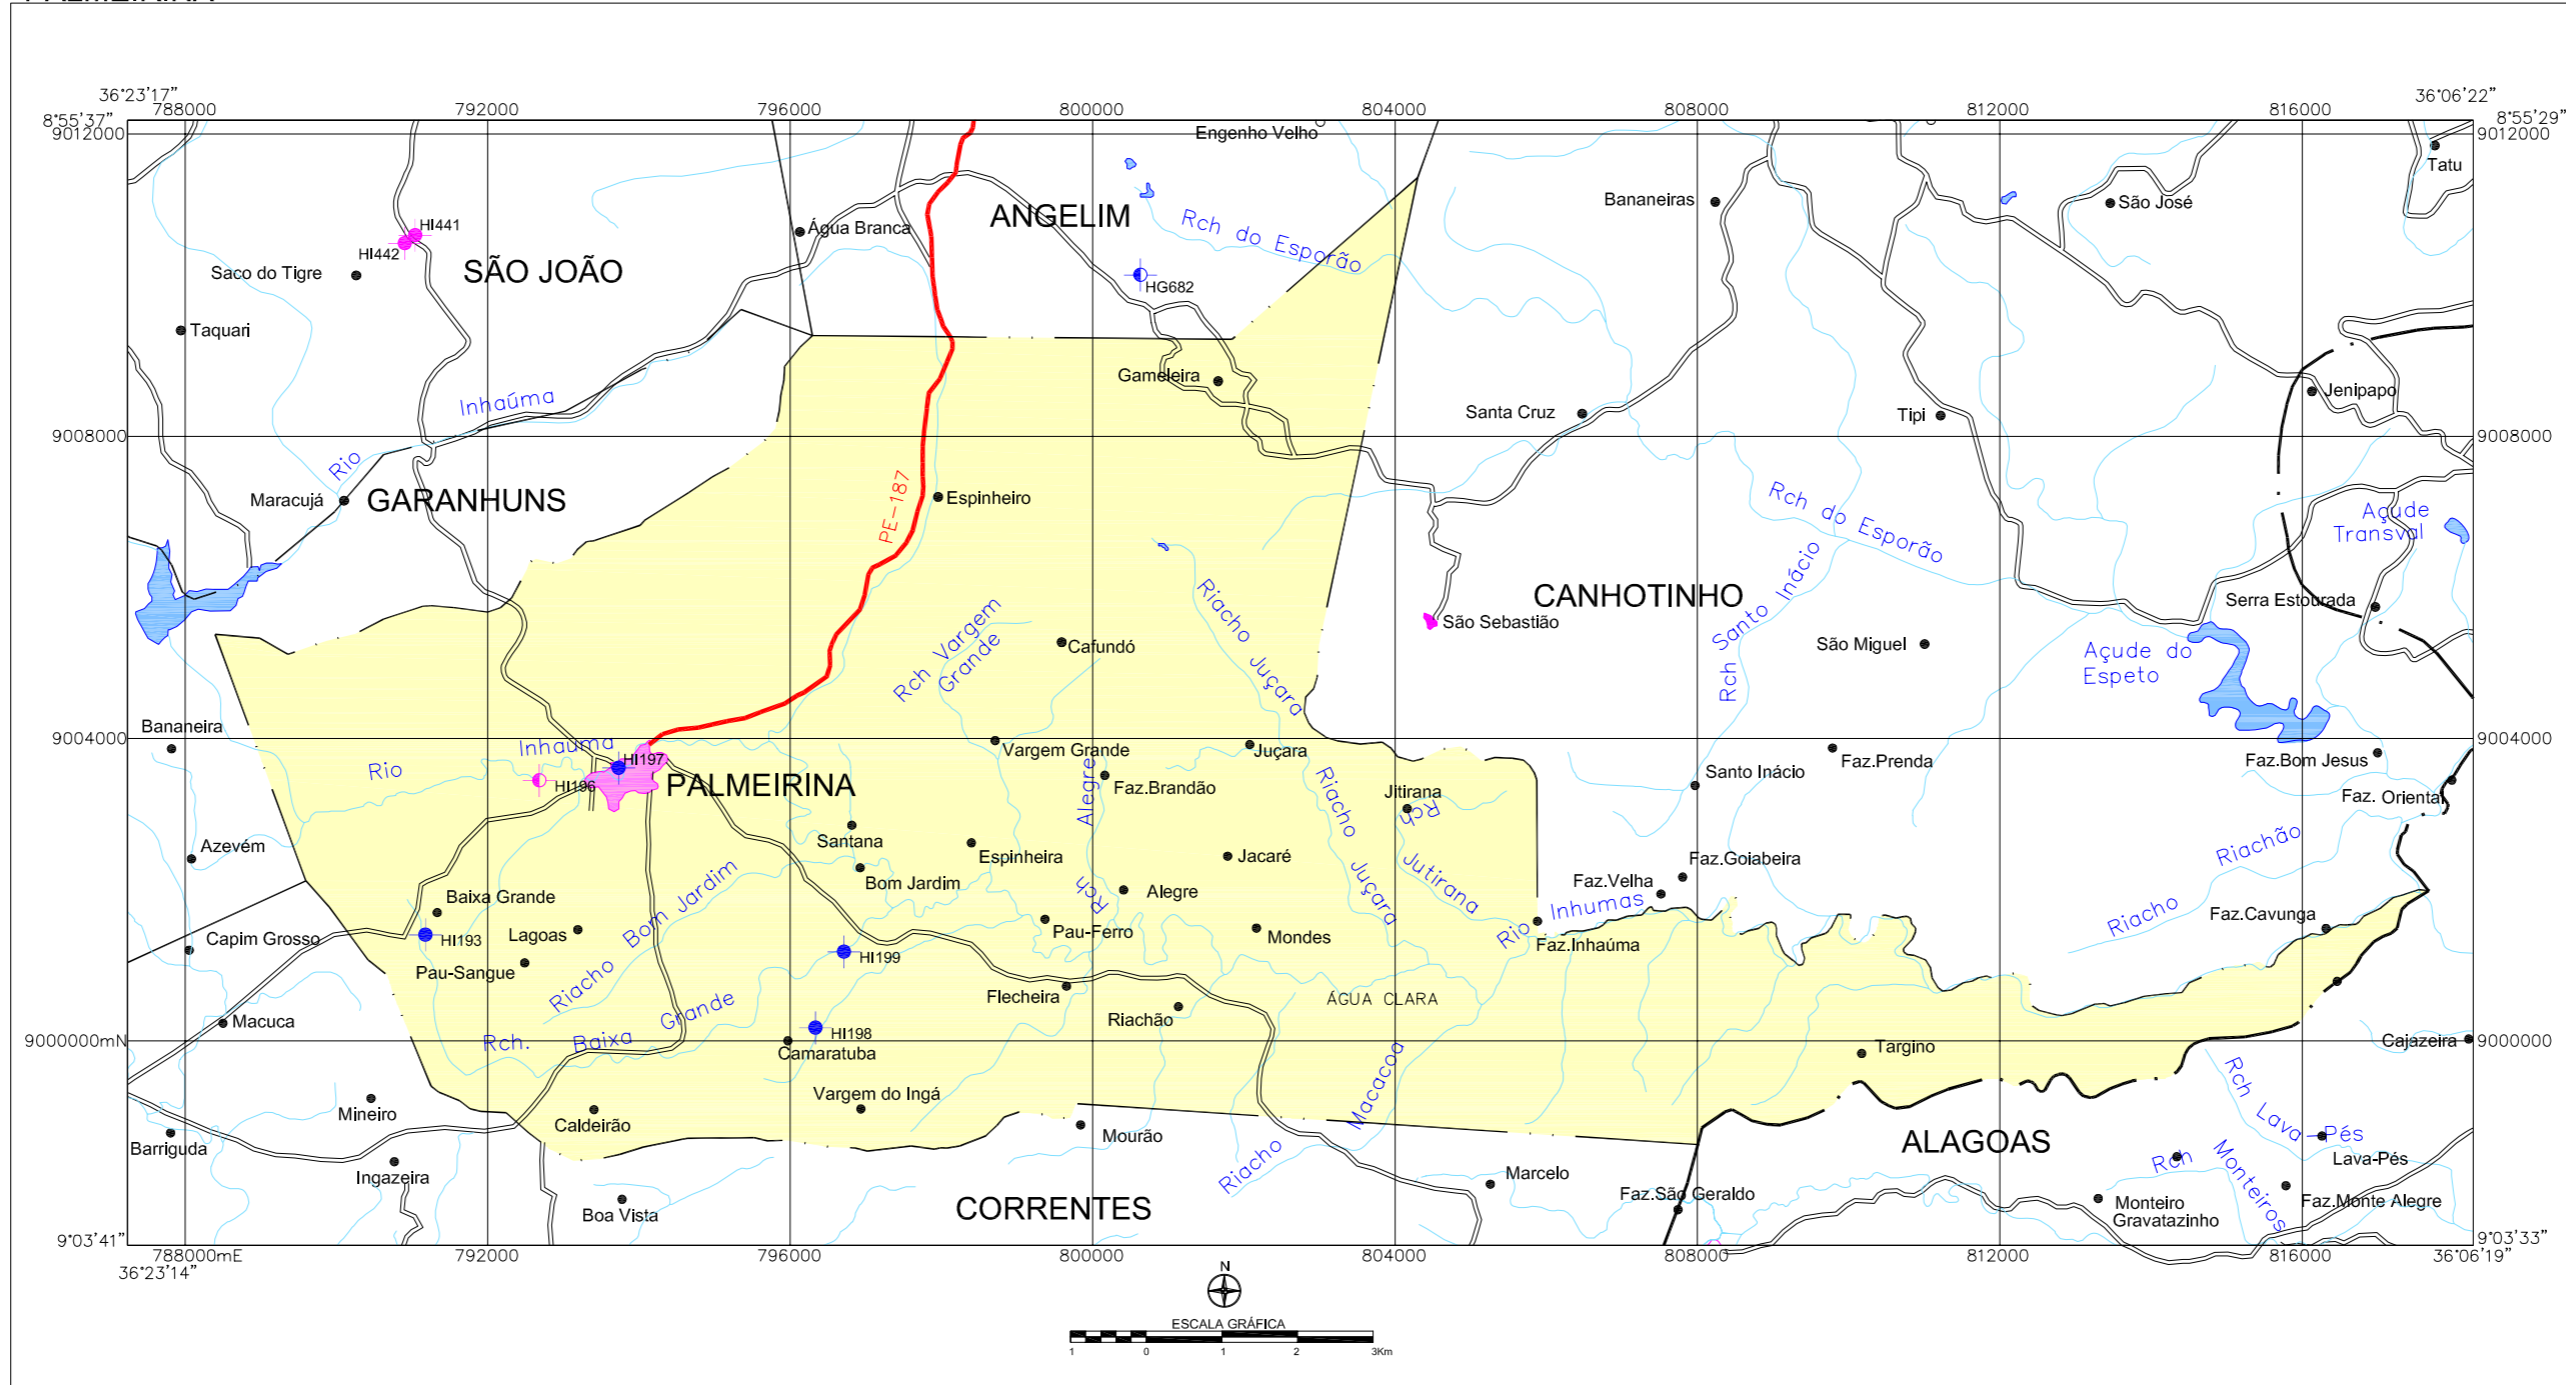 36°23'17"
36°06'22"
788000
792000
796000
800000
804000
808000
812000
816000
8°55'37"
8°55'29"
9012000
9012000
Engenho Velho
Tatu
Bananeiras
São José
HI441
HI442
Água Branca
ANGELIM
Rch do Esporão
Saco do Tigre
SÃO JOÃO
HG682
Taquari
Gameleira
Jenipapo
Inhaúma
Santa Cruz
Tipi
9008000
9008000
Rio
Maracujá
GARANHUNS
PE-187
Espinheiro
Rch do Esporão
Açude
Transval
Rch Santo Inácio
CANHOTINHO
Serra Estourada
São Sebastião
Riacho Juçara
Rch Vargem
Grande
Cafundó
São Miguel
Açude do
Espeto
Bananeira
9004000
9004000
Inhaúma
Rio
HI197
HI196
PALMEIRINA
Vargem Grande
Juçara
Alegre
Faz.Brandão
Riacho Juçara
Jitirana
Rch
Santo Inácio
Faz.Prenda
Faz.Bom Jesus
Faz. Oriental
Azevém
Santana
Espinheira
Bom Jardim
Jacaré
Jutirana
Faz.Goiabeira
Faz.Velha
Riachão
Baixa Grande
Riacho Bom Jardim
Rch
Alegre
Inhumas
Rio
Riacho
Faz.Cavunga
Capim Grosso
HI193
Lagoas
Pau-Sangue
HI199
Pau-Ferro
Mondes
Faz.Inhaúma
Flecheira
ÁGUA CLARA
Macuca
Riachão
HI198
Rch. Baixa Grande
9000000mN
9000000
Camaratuba
Targino
Cajazeira
Riacho Macacoa
Mineiro
Vargem do Ingá
Caldeirão
Mourão
Barriguda
Ingazeira
ALAGOAS
Rch Lava-Pés
Rch Monteiros
Lava-Pés
Marcelo
Faz.São Geraldo
Boa Vista
CORRENTES
Monteiro
Gravatazinho
Faz.Monte Alegre
9°03'41"
9°03'33"
788000mE
792000
796000
800000
804000
808000
812000
816000
36°23'14"
36°06'19"
N
ESCALA GRÁFICA
1 0 1 2 3Km